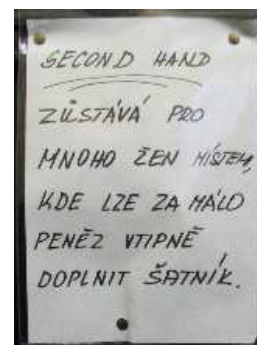 SECOND HAND
ZŮSTÁVÁ PRO
MNOHO ŽEN MÍSTEM,
KDE LZE ZA MÁLO
PENĚZ VTIPNĚ
DOPLNIT ŠATNÍK.